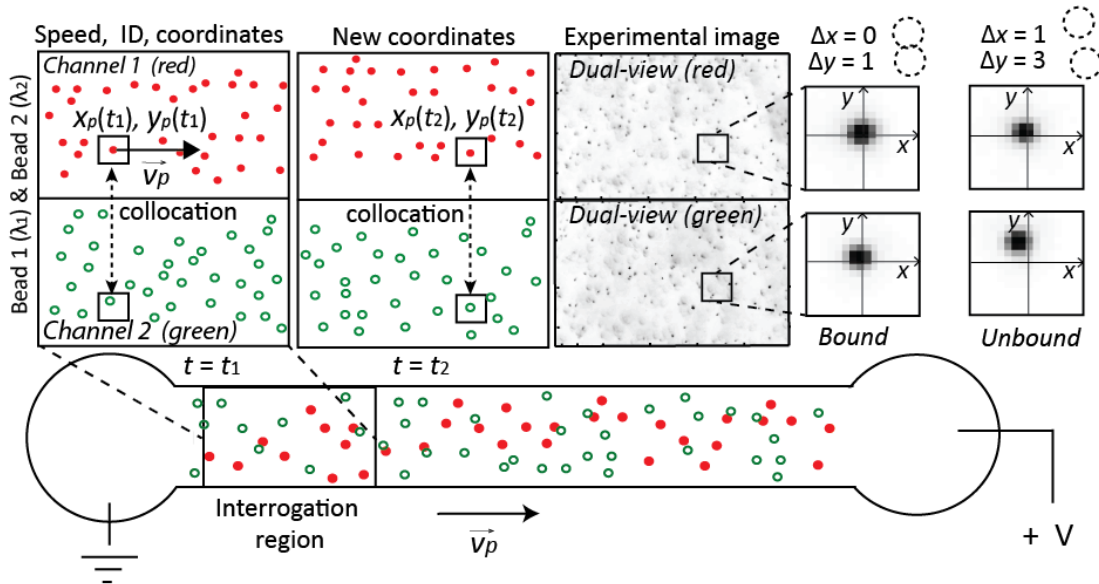 Speed, ID, coordinates
New coordinates
Experimental image
Δx = 0
Δy = 1
Δx = 1
Δy = 3
Bead 1 (λ1) & Bead 2 (λ2)
Channel 1 (red)
xp(t1), yp(t1)
vp
collocation
Channel 2 (green)
xp(t2), yp(t2)
collocation
Dual-view (red)
Dual-view (green)
y
x
y
x
y
x
y
x
Bound
Unbound
t = t1
t = t2
Interrogation
region
vp
+ V